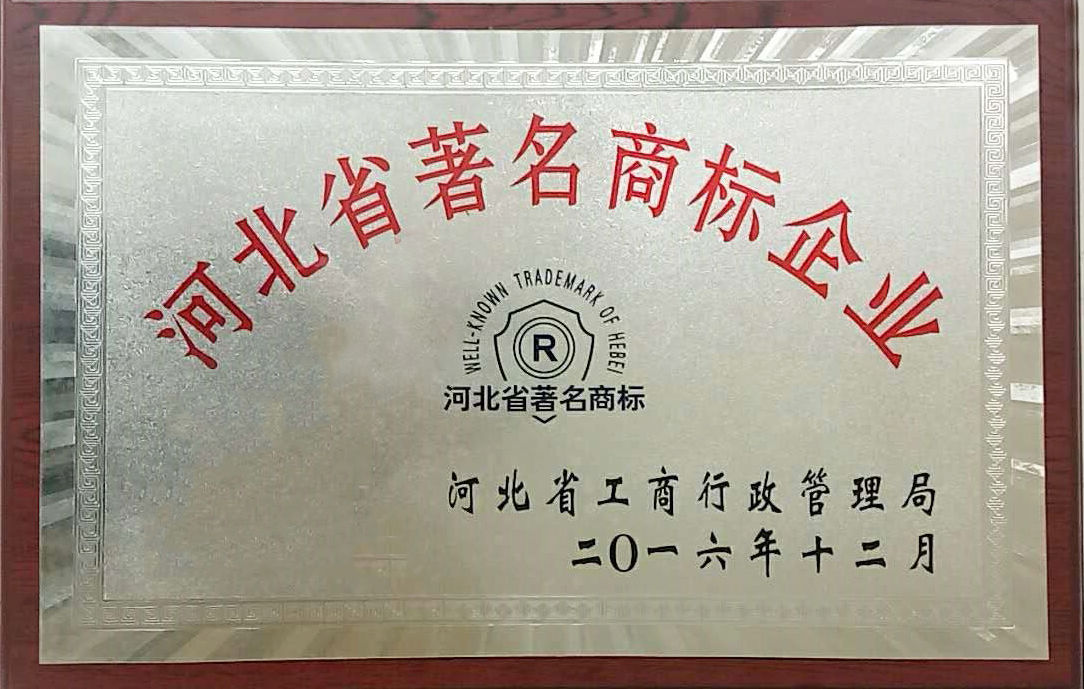 河北省著名商标企业
WELL-KNOWN TRADEMARK OF HEBEI
R
河北省著名商标
河北省工商行政管理局
二〇一六年十二月